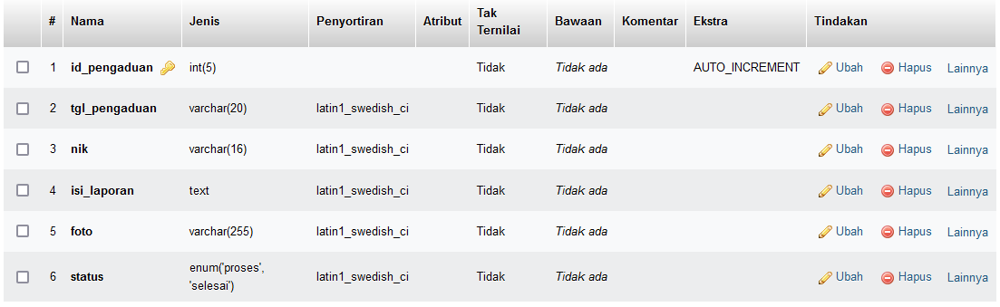 # Nama Jenis Penyortiran Atribut Tak Ternilai Bawaan Komentar Ekstra Tindakan
1 id_pengaduan int(5) Tidak Tidak ada AUTO_INCREMENT Ubah Hapus Lainnya
2 tgl_pengaduan varchar(20) latin1_swedish_ci Tidak Tidak ada Ubah Hapus Lainnya
3 nik varchar(16) latin1_swedish_ci Tidak Tidak ada Ubah Hapus Lainnya
4 isi_laporan text latin1_swedish_ci Tidak Tidak ada Ubah Hapus Lainnya
5 foto varchar(255) latin1_swedish_ci Tidak Tidak ada Ubah Hapus Lainnya
6 status enum('proses', 'selesai') latin1_swedish_ci Tidak Tidak ada Ubah Hapus Lainnya